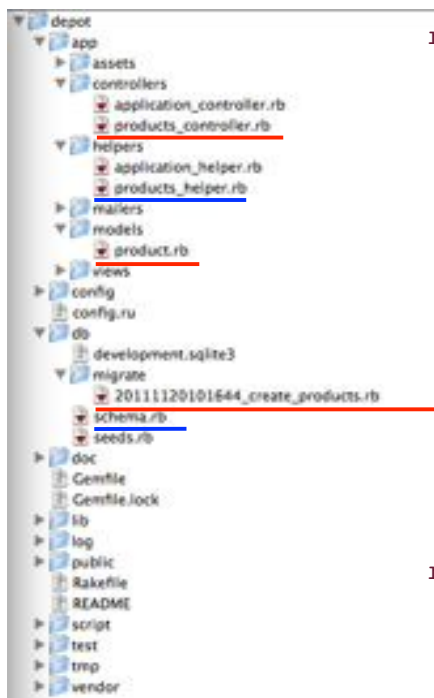 depot
app
assets
controllers
application_controller.rb
products_controller.rb
helpers
application_helper.rb
products_helper.rb
mailers
models
product.rb
views
config
config.ru
db
development.sqlite3
migrate
20111120101644_create_products.rb
schema.rb
seeds.rb
doc
Gemfile
Gemfile.lock
lib
log
public
Rakefile
README
script
test
tmp
vendor